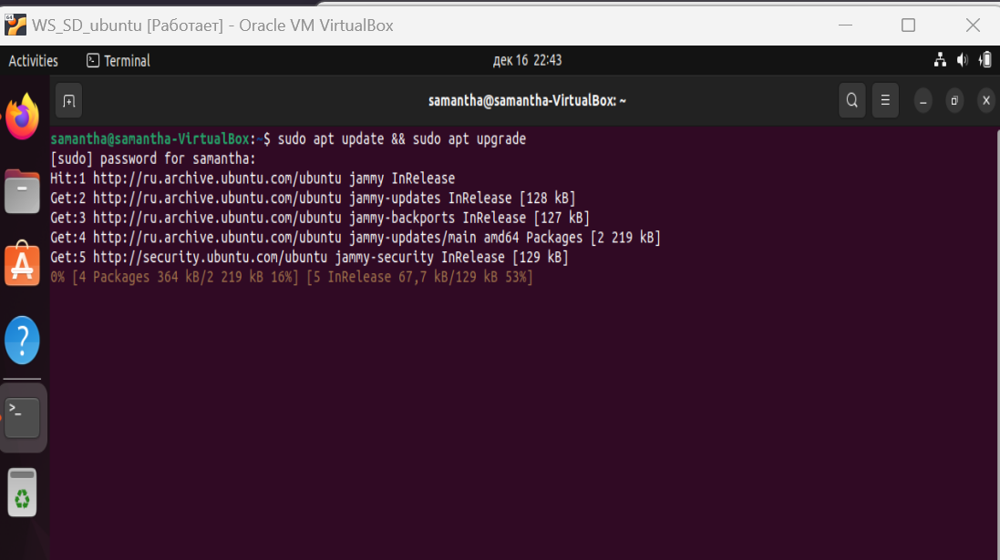 WS_SD_ubuntu [Работает] - Oracle VM VirtualBox
Activities Terminal дек 16 22:43
samantha@samantha-VirtualBox: ~
samantha@samantha-VirtualBox:~$ sudo apt update && sudo apt upgrade
[sudo] password for samantha:
Hit:1 http://ru.archive.ubuntu.com/ubuntu jammy InRelease
Get:2 http://ru.archive.ubuntu.com/ubuntu jammy-updates InRelease [128 kB]
Get:3 http://ru.archive.ubuntu.com/ubuntu jammy-backports InRelease [127 kB]
Get:4 http://ru.archive.ubuntu.com/ubuntu jammy-updates/main amd64 Packages [2 219 kB]
Get:5 http://security.ubuntu.com/ubuntu jammy-security InRelease [129 kB]
0% [4 Packages 364 kB/2 219 kB 16%] [5 InRelease 67,7 kB/129 kB 53%]